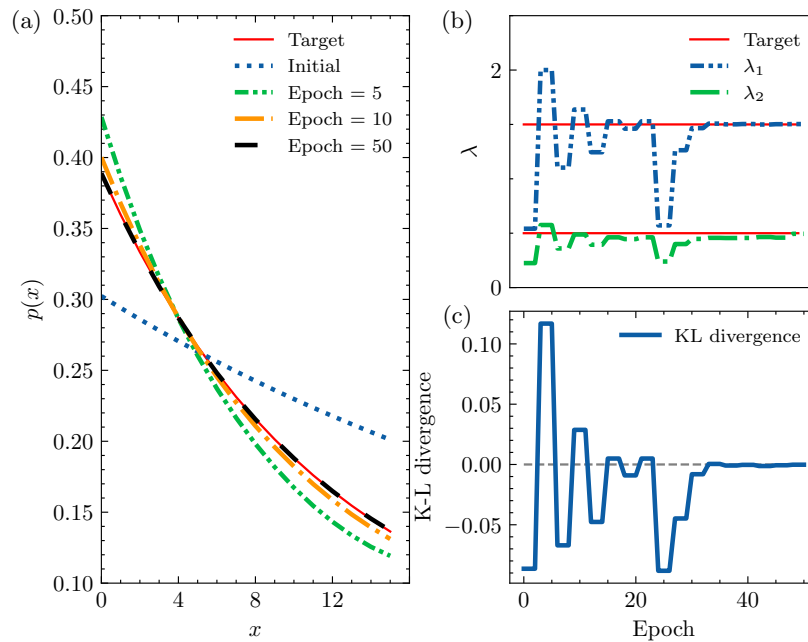 (a)
0.50
0.45
0.40
0.35
0.30
0.25
0.20
0.15
0.10
p(x)
0
4
8
12
x
Target
Initial
Epoch = 5
Epoch = 10
Epoch = 50
(b)
2
0
λ
Target
λ₁
λ₂
(c)
0.10
0.05
0.00
−0.05
K-L divergence
KL divergence
0
20
40
Epoch